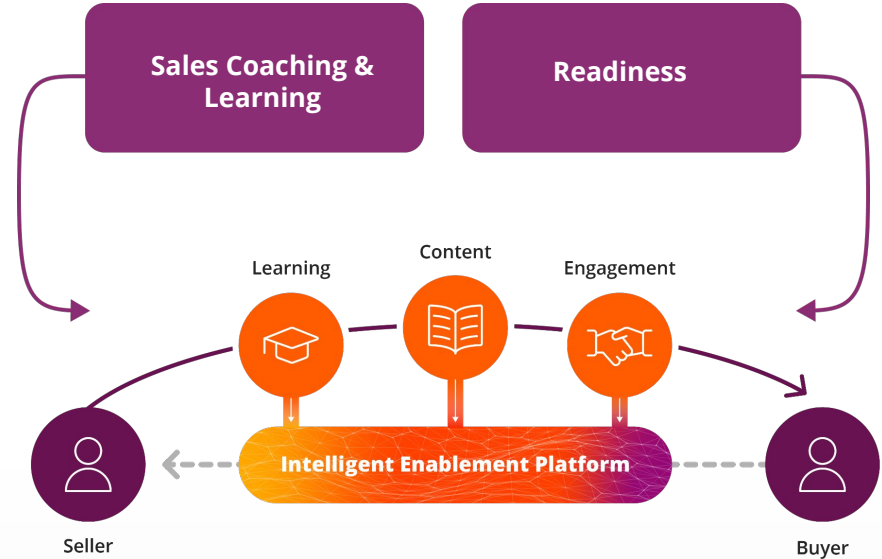 Sales Coaching &
Learning
Readiness
Learning
Content
Engagement
Intelligent Enablement Platform
Seller
Buyer